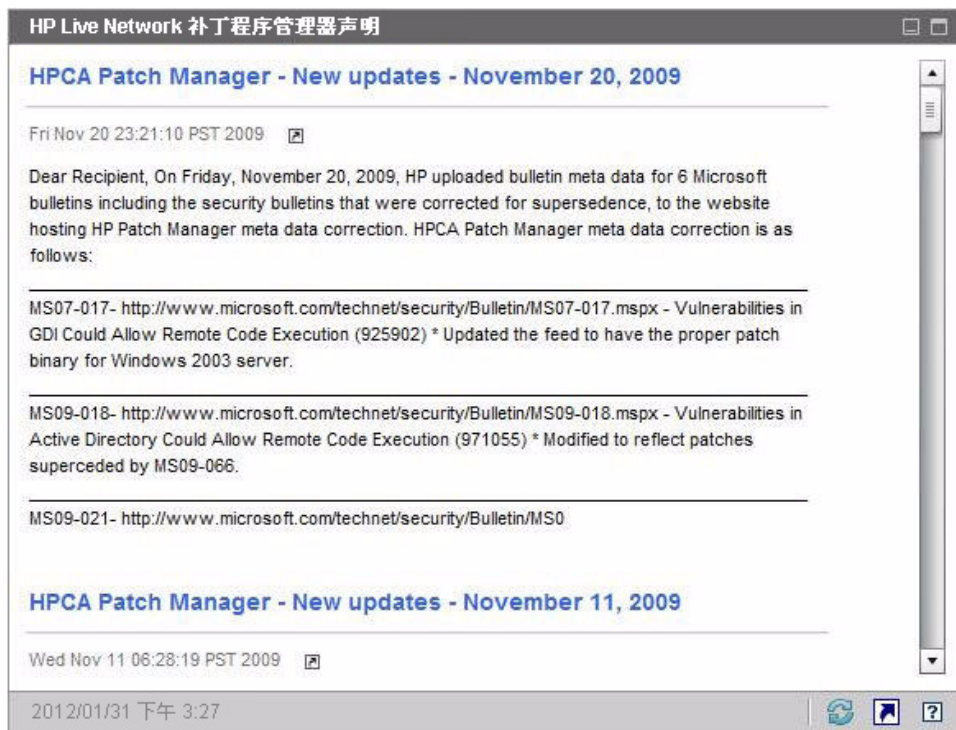 HP Live Network 补丁程序管理器声明
HPCA Patch Manager - New updates - November 20, 2009
Fri Nov 20 23:21:10 PST 2009
Dear Recipient, On Friday, November 20, 2009, HP uploaded bulletin meta data for 6 Microsoft
bulletins including the security bulletins that were corrected for supersedence, to the website
hosting HP Patch Manager meta data correction. HPCA Patch Manager meta data correction is as
follows:
MS07-017- http://www.microsoft.com/technet/security/Bulletin/MS07-017.mspx - Vulnerabilities in
GDI Could Allow Remote Code Execution (925902) * Updated the feed to have the proper patch
binary for Windows 2003 server.
MS09-018- http://www.microsoft.com/technet/security/Bulletin/MS09-018.mspx - Vulnerabilities in
Active Directory Could Allow Remote Code Execution (971055) * Modified to reflect patches
superceded by MS09-066.
MS09-021- http://www.microsoft.com/technet/security/Bulletin/MS0
HPCA Patch Manager - New updates - November 11, 2009
Wed Nov 11 06:28:19 PST 2009
2012/01/31 下午 3:27